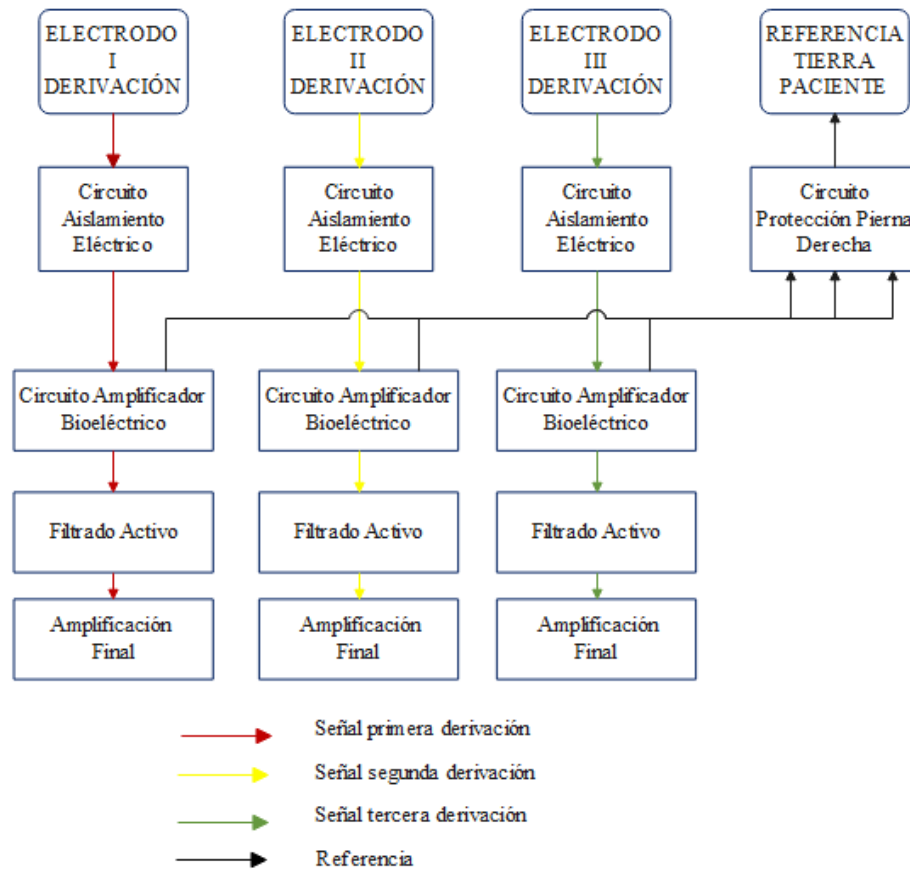 ELECTRODO
I
DERIVACIÓN
ELECTRODO
II
DERIVACIÓN
ELECTRODO
III
DERIVACIÓN
REFERENCIA
TIERRA
PACIENTE
Circuito
Aislamiento
Eléctrico
Circuito
Aislamiento
Eléctrico
Circuito
Aislamiento
Eléctrico
Circuito
Protección Pierna
Derecha
Circuito Amplificador
Bioeléctrico
Circuito Amplificador
Bioeléctrico
Circuito Amplificador
Bioeléctrico
Filtrado Activo
Filtrado Activo
Filtrado Activo
Amplificación
Final
Amplificación
Final
Amplificación
Final
Señal primera derivación
Señal segunda derivación
Señal tercera derivación
Referencia